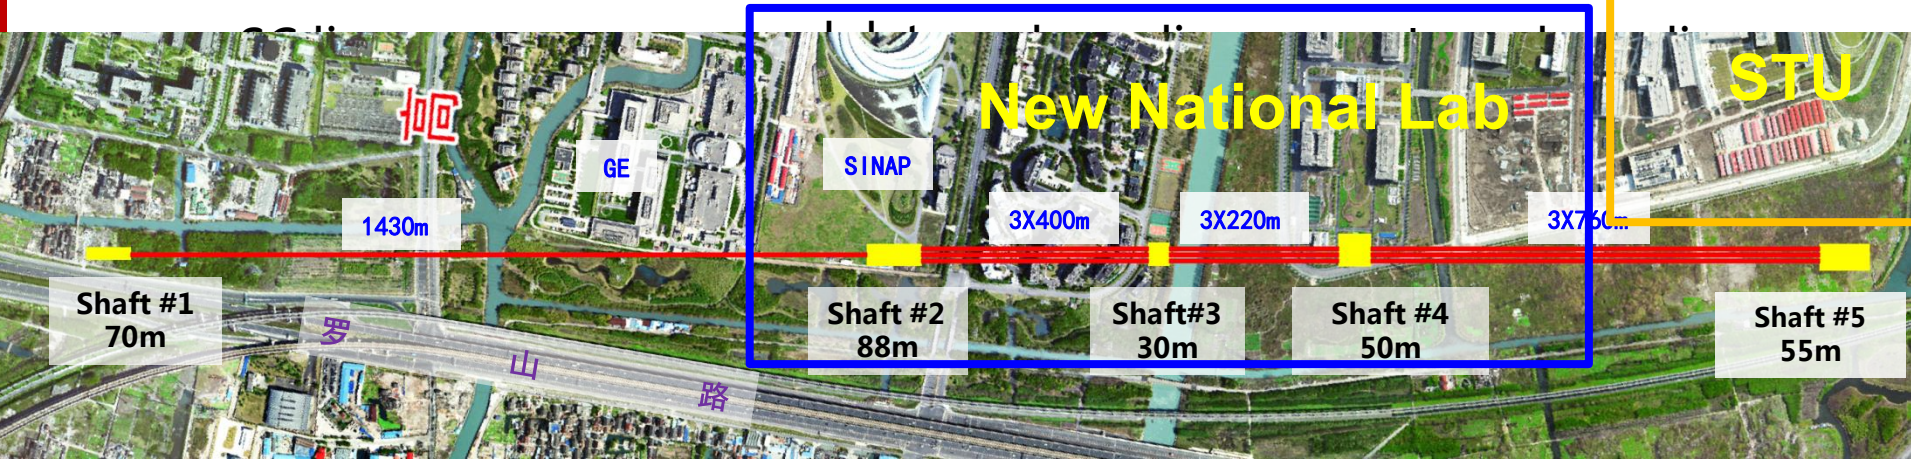 New National Lab
STU
GE
SINAP
1430m
3X400m
3X220m
3X760m
Shaft #1
70m
Shaft #2
88m
Shaft#3
30m
Shaft #4
50m
Shaft #5
55m
罗
山
路